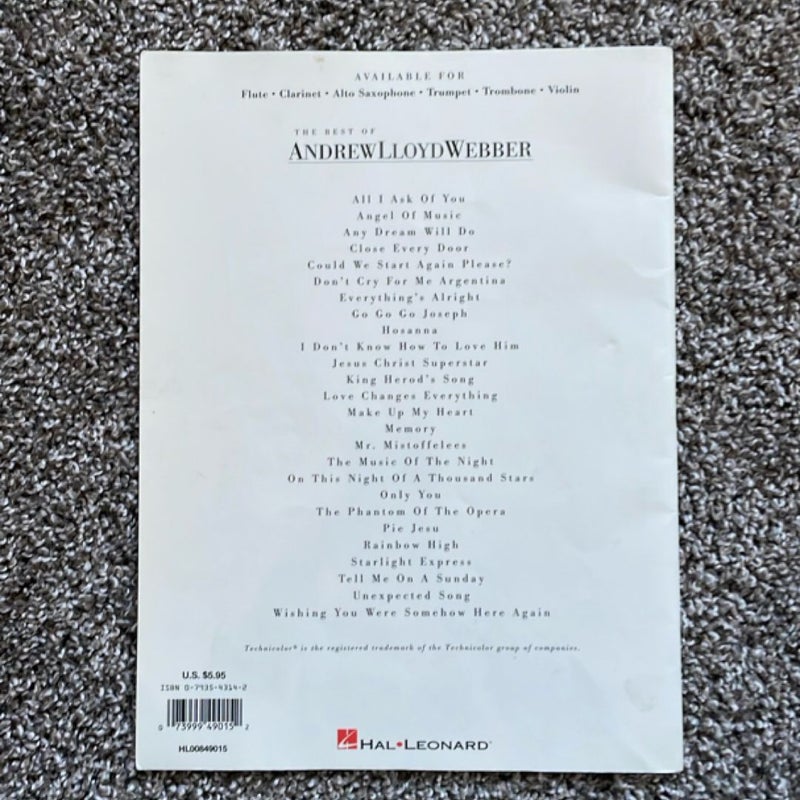 AVAILABLE FOR
Flute • Clarinet • Alto Saxophone • Trumpet • Trombone • Violin
THE BEST OF
ANDREW LLOYD WEBBER
All I Ask Of You
Angel Of Music
Any Dream Will Do
Close Every Door
Could We Start Again Please?
Don't Cry For Me Argentina
Everything's Alright
Go Go Go Joseph
Hosanna
I Don't Know How To Love Him
Jesus Christ Superstar
King Herod's Song
Love Changes Everything
Make Up My Heart
Memory
Mr. Mistoffelees
The Music Of The Night
On This Night Of A Thousand Stars
Only You
The Phantom Of The Opera
Pie Jesu
Rainbow High
Starlight Express
Tell Me On A Sunday
Unexpected Song
Wishing You Were Somehow Here Again
Technicolor® is the registered trademark of the Technicolor group of companies.
U.S. $5.95
ISBN 0-7935-4314-2
0 73999 49015 2
HL00849015
HAL•LEONARD®